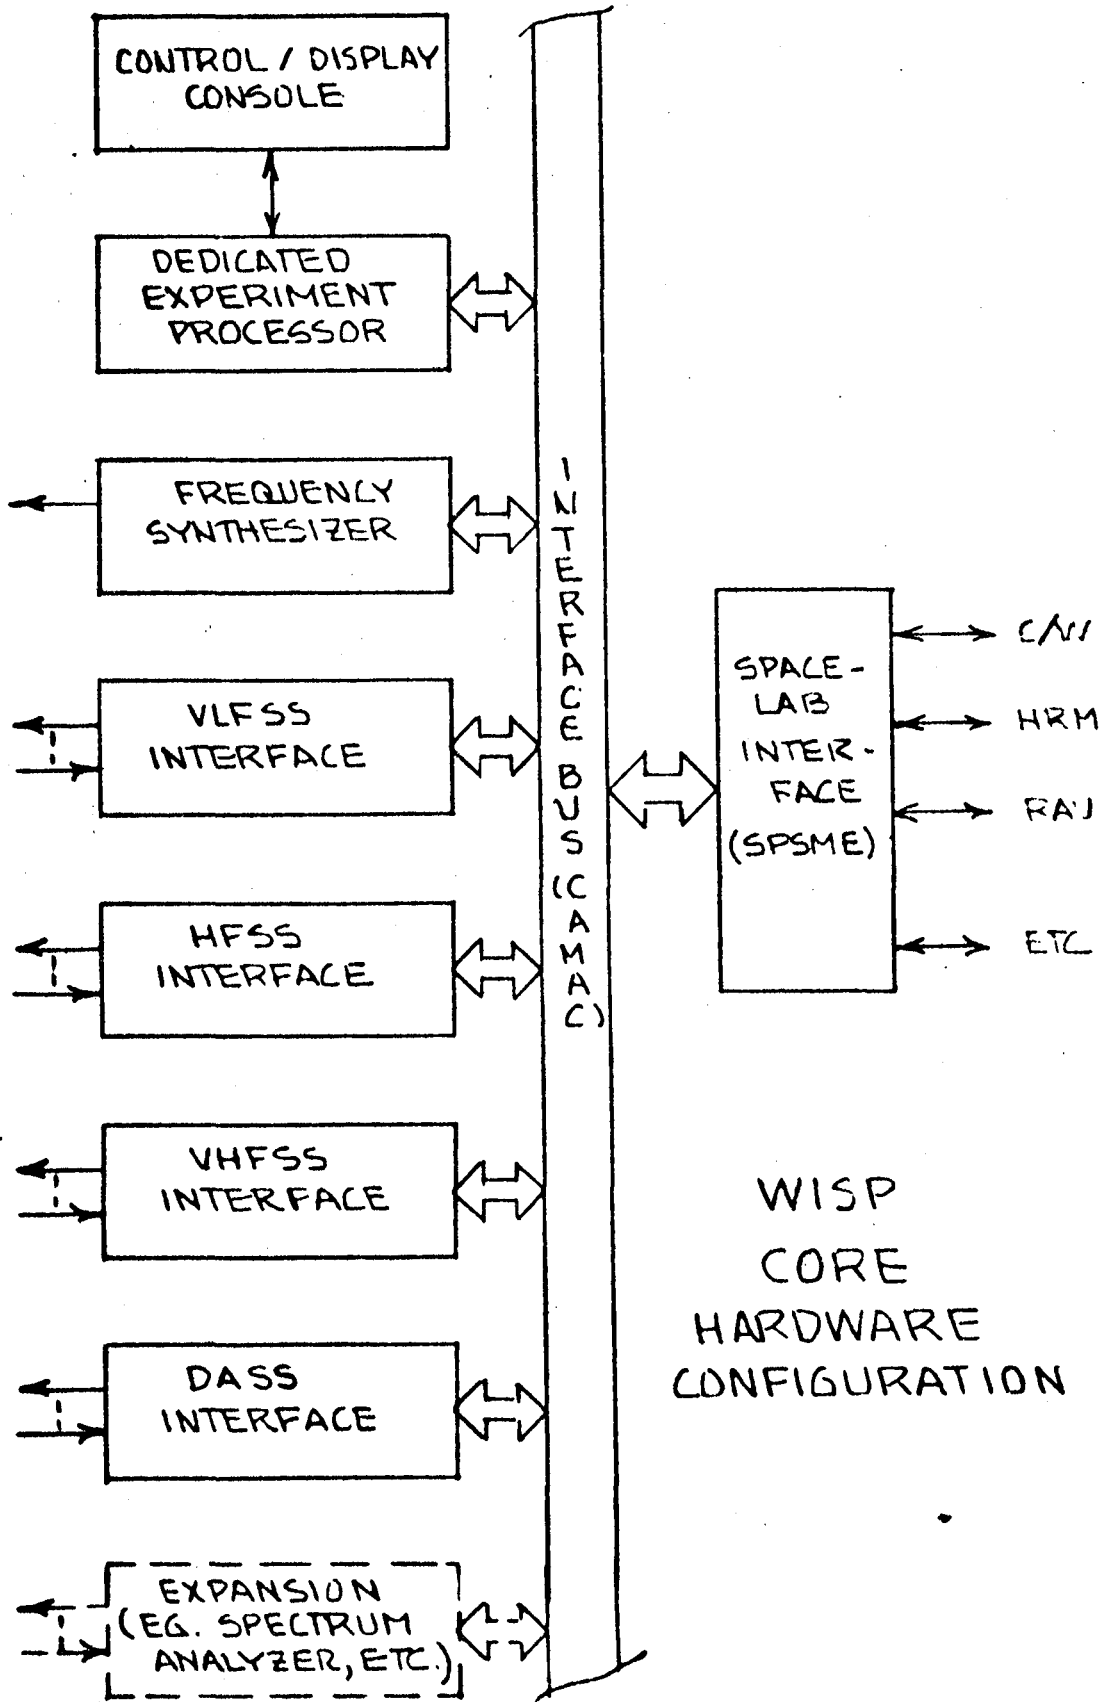 CONTROL / DISPLAY
CONSOLE
DEDICATED
EXPERIMENT
PROCESSOR
FREQUENCY
SYNTHESIZER
VLFSS
INTERFACE
HFSS
INTERFACE
VHFSS
INTERFACE
DASS
INTERFACE
EXPANSION
(EG. SPECTRUM
ANALYZER, ETC.)
INTERFACE BUS (CAMAC)
SPACE-
LAB
INTER-
FACE
(SPSME)
C/W
HRM
RAU
ETC
WISP
CORE
HARDWARE
CONFIGURATION